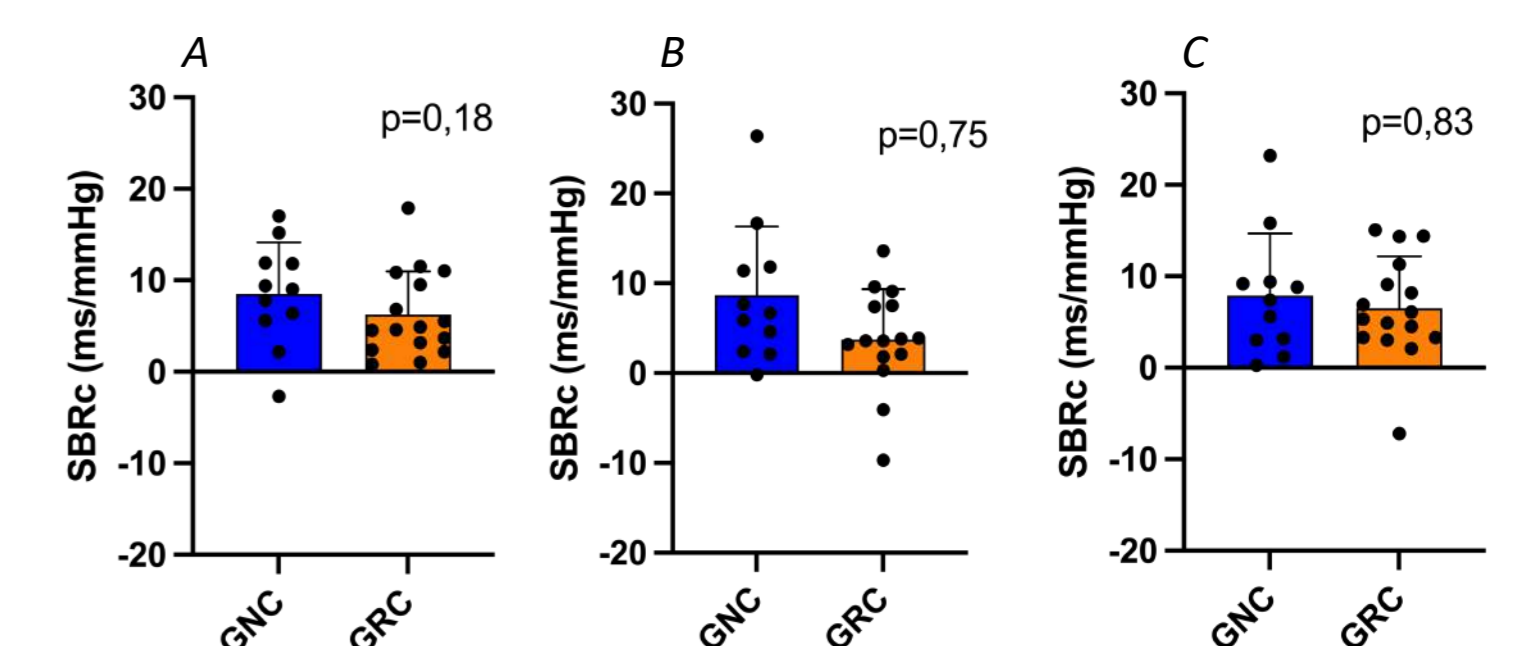 A
30
20
10
0
-10
-20
SBRc (ms/mmHg)
p=0,18
GNC
GRC
B
30
20
10
0
-10
-20
SBRc (ms/mmHg)
p=0,75
GNC
GRC
C
30
20
10
0
-10
-20
SBRc (ms/mmHg)
p=0,83
GNC
GRC